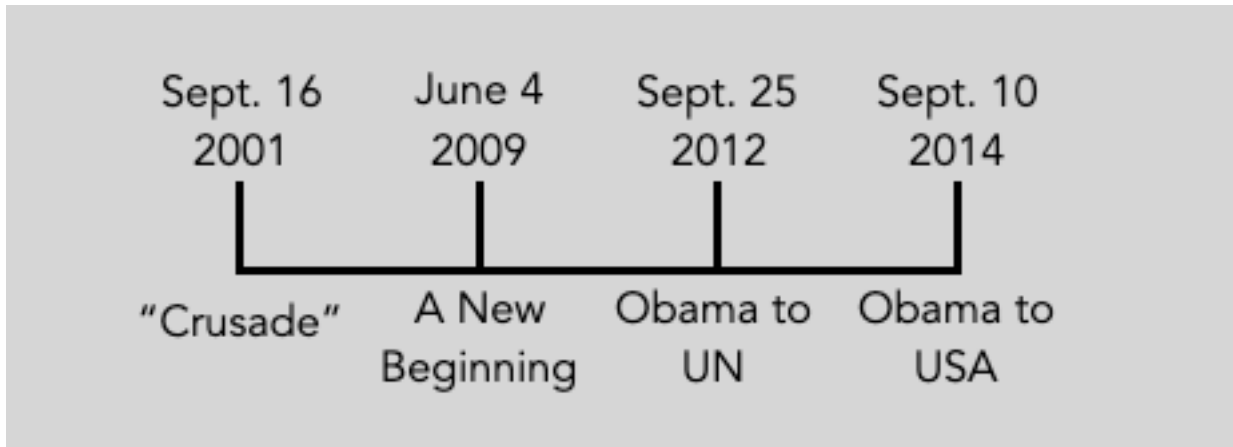 Sept. 16
2001
June 4
2009
Sept. 25
2012
Sept. 10
2014
"Crusade"
A New
Beginning
Obama to
UN
Obama to
USA